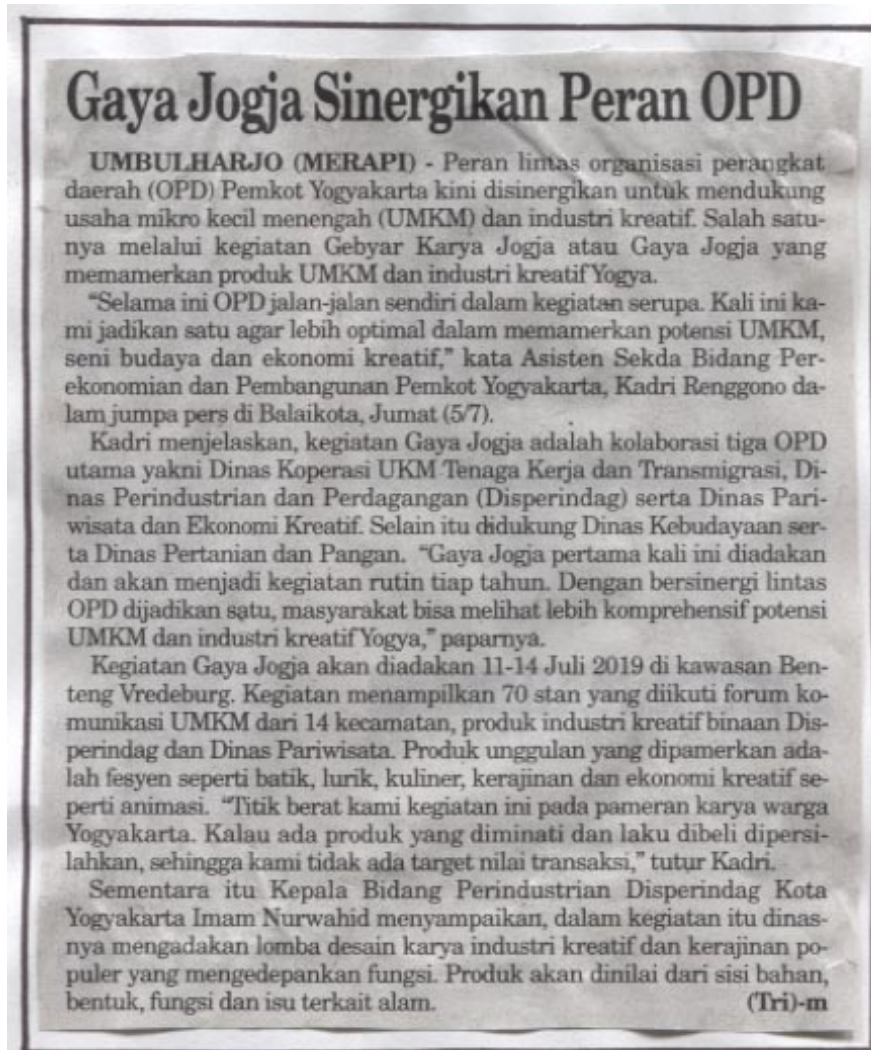 Gaya Jogja Sinergikan Peran OPD
UMBULHARJO (MERAPI) - Peran lintas organisasi perangkat
daerah (OPD) Pemkot Yogyakarta kini disinergikan untuk mendukung
usaha mikro kecil menengah (UMKM) dan industri kreatif. Salah satu-
nya melalui kegiatan Gebyar Karya Jogja atau Gaya Jogja yang
memamerkan produk UMKM dan industri kreatif Yogya.
“Selama ini OPD jalan-jalan sendiri dalam kegiatan serupa. Kali ini ka-
mi jadikan satu agar lebih optimal dalam memamerkan potensi UMKM,
seni budaya dan ekonomi kreatif,” kata Asisten Sekda Bidang Per-
ekonomian dan Pembangunan Pemkot Yogyakarta, Kadri Renggono da-
lam jumpa pers di Balaikota, Jumat (5/7).
Kadri menjelaskan, kegiatan Gaya Jogja adalah kolaborasi tiga OPD
utama yakni Dinas Koperasi UKM Tenaga Kerja dan Transmigrasi, Di-
nas Perindustrian dan Perdagangan (Disperindag) serta Dinas Pari-
wisata dan Ekonomi Kreatif. Selain itu didukung Dinas Kebudayaan ser-
ta Dinas Pertanian dan Pangan. “Gaya Jogja pertama kali ini diadakan
dan akan menjadi kegiatan rutin tiap tahun. Dengan bersinergi lintas
OPD dijadikan satu, masyarakat bisa melihat lebih komprehensif potensi
UMKM dan industri kreatif Yogya,” paparnya.
Kegiatan Gaya Jogja akan diadakan 11-14 Juli 2019 di kawasan Ben-
teng Vredeburg. Kegiatan menampilkan 70 stan yang diikuti forum ko-
munikasi UMKM dari 14 kecamatan, produk industri kreatif binaan Dis-
perindag dan Dinas Pariwisata. Produk unggulan yang dipamerkan ada-
lah fesyen seperti batik, lurik, kuliner, kerajinan dan ekonomi kreatif se-
perti animasi. “Titik berat kami kegiatan ini pada pameran karya warga
Yogyakarta. Kalau ada produk yang diminati dan laku dibeli dipersi-
lahkan, sehingga kami tidak ada target nilai transaksi,” tutur Kadri.
Sementara itu Kepala Bidang Perindustrian Disperindag Kota
Yogyakarta Imam Nurwahid menyampaikan, dalam kegiatan itu dinas-
nya mengadakan lomba desain karya industri kreatif dan kerajinan po-
puler yang mengedepankan fungsi. Produk akan dinilai dari sisi bahan,
bentuk, fungsi dan isu terkait alam. (Tri)-m